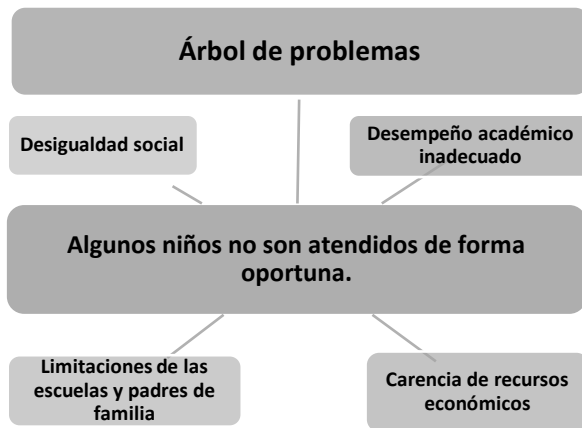 Árbol de problemas
Desigualdad social
Desempeño académico
inadecuado
Algunos niños no son atendidos de forma
oportuna.
Limitaciones de las
escuelas y padres de
familia
Carencia de recursos
económicos